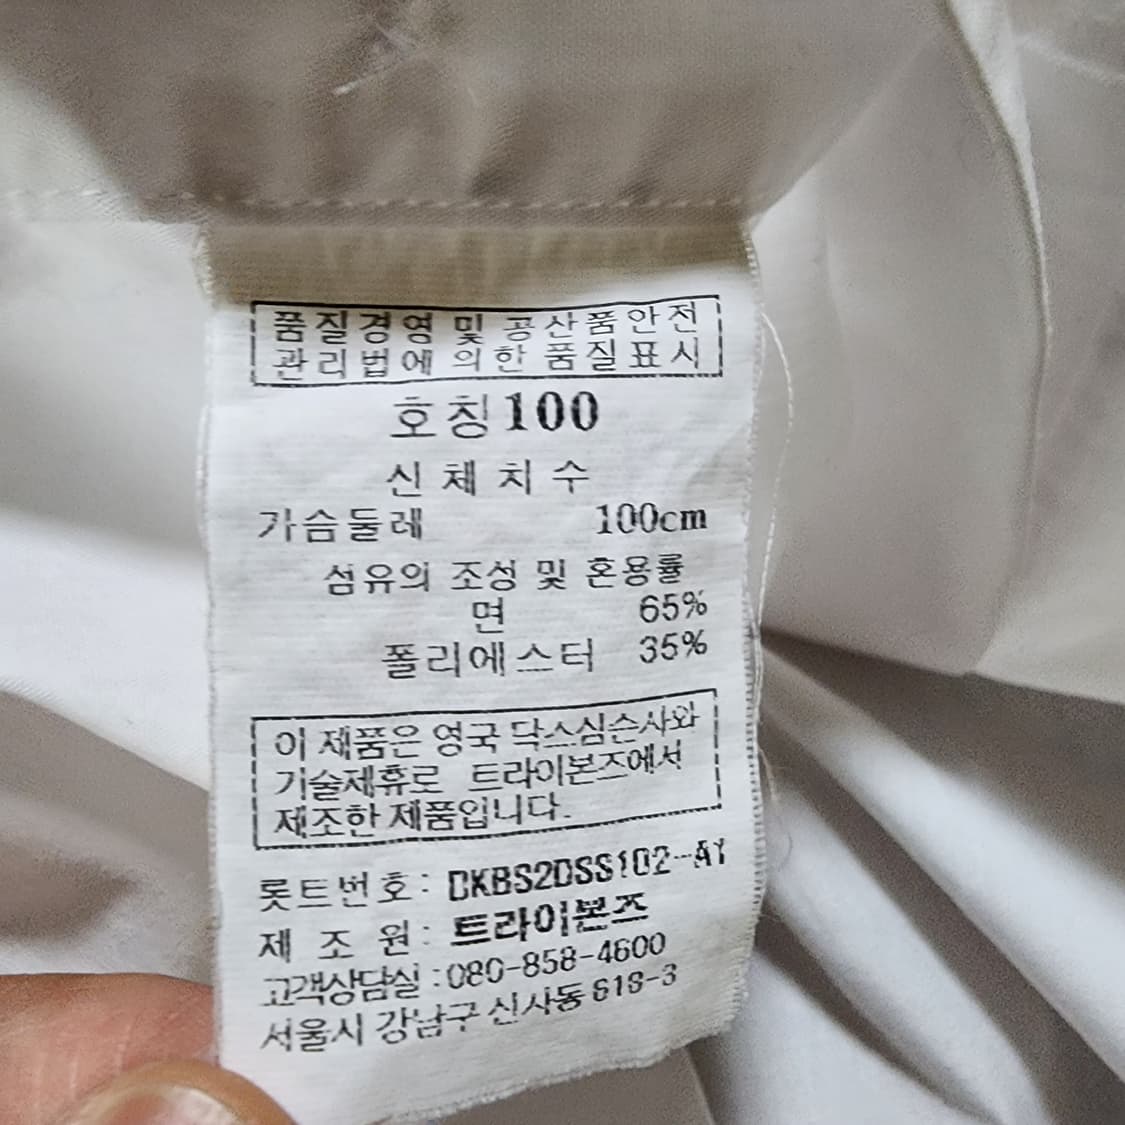 품질경영 및 공산품안전
관리법에 의한 품질표시
호칭 100
신체치수
가슴둘레 100cm
섬유의 조성 및 혼용률
면 65%
폴리에스터 35%
이 제품은 영국 닥스심슨사와
기술제휴로 트라이본즈에서
제조한 제품입니다.
롯트번호: DKBS2DSS102-A1
제 조 원: 트라이본즈
고객상담실:080-858-4600
서울시 강남구 신사동 618-3